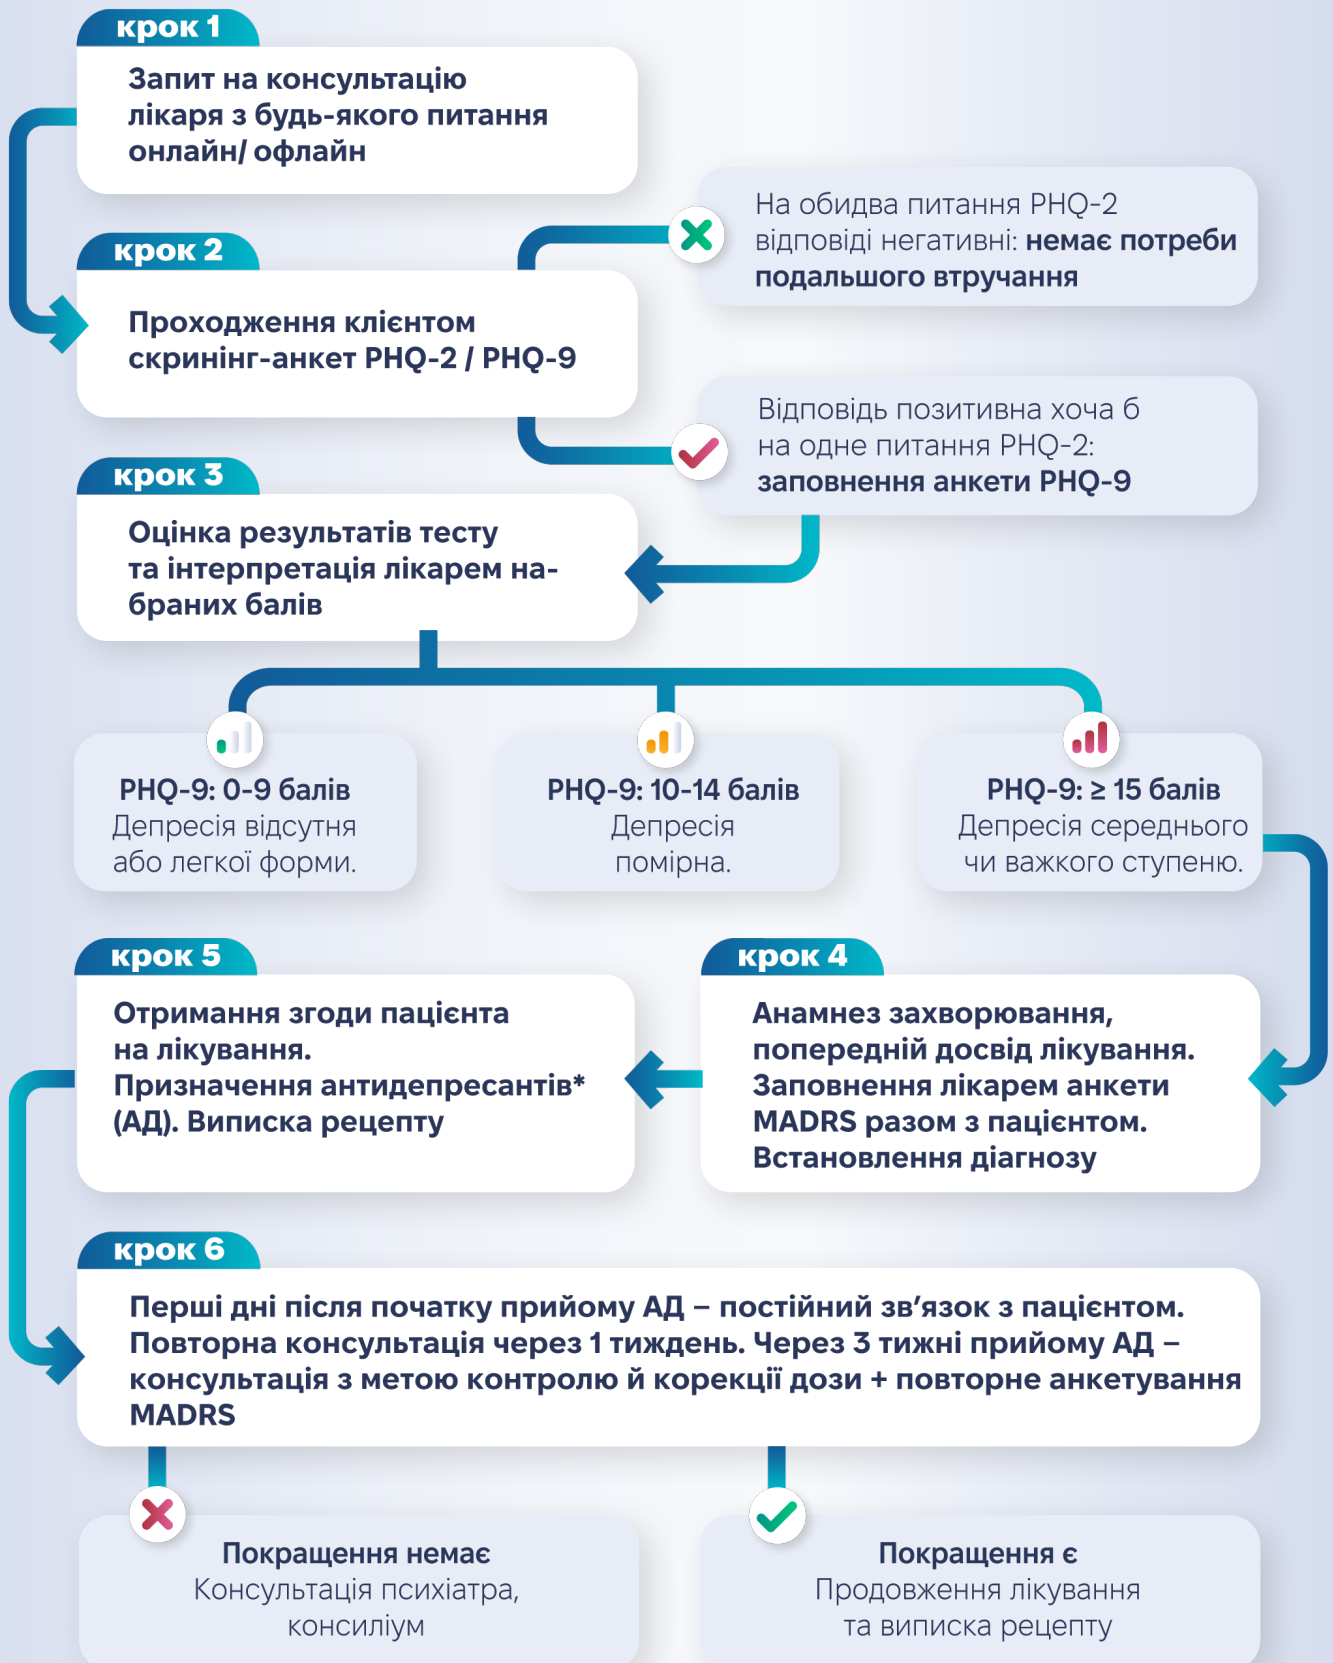 крок 1
Запит на консультацію
лікаря з будь-якого питання
онлайн/ офлайн
На обидва питання PHQ-2
відповіді негативні: немає потреби
подальшого втручання
крок 2
Проходження клієнтом
скринінг-анкет PHQ-2 / PHQ-9
Відповідь позитивна хоча б
на одне питання PHQ-2:
заповнення анкети PHQ-9
крок 3
Оцінка результатів тесту
та інтерпретація лікарем на-
браних балів
PHQ-9: 0-9 балів
Депресія відсутня
або легкої форми.
PHQ-9: 10-14 балів
Депресія
помірна.
PHQ-9: ≥ 15 балів
Депресія середнього
чи важкого ступеню.
крок 4
Анамнез захворювання,
попередній досвід лікування.
Заповнення лікарем анкети
MADRS разом з пацієнтом.
Встановлення діагнозу
крок 5
Отримання згоди пацієнта
на лікування.
Призначення антидепресантів*
(АД). Виписка рецепту
крок 6
Перші дні після початку прийому АД – постійний зв’язок з пацієнтом.
Повторна консультація через 1 тиждень. Через 3 тижні прийому АД –
консультація з метою контролю й корекції дози + повторне анкетування
MADRS
Покращення немає
Консультація психіатра,
консиліум
Покращення є
Продовження лікування
та виписка рецепту